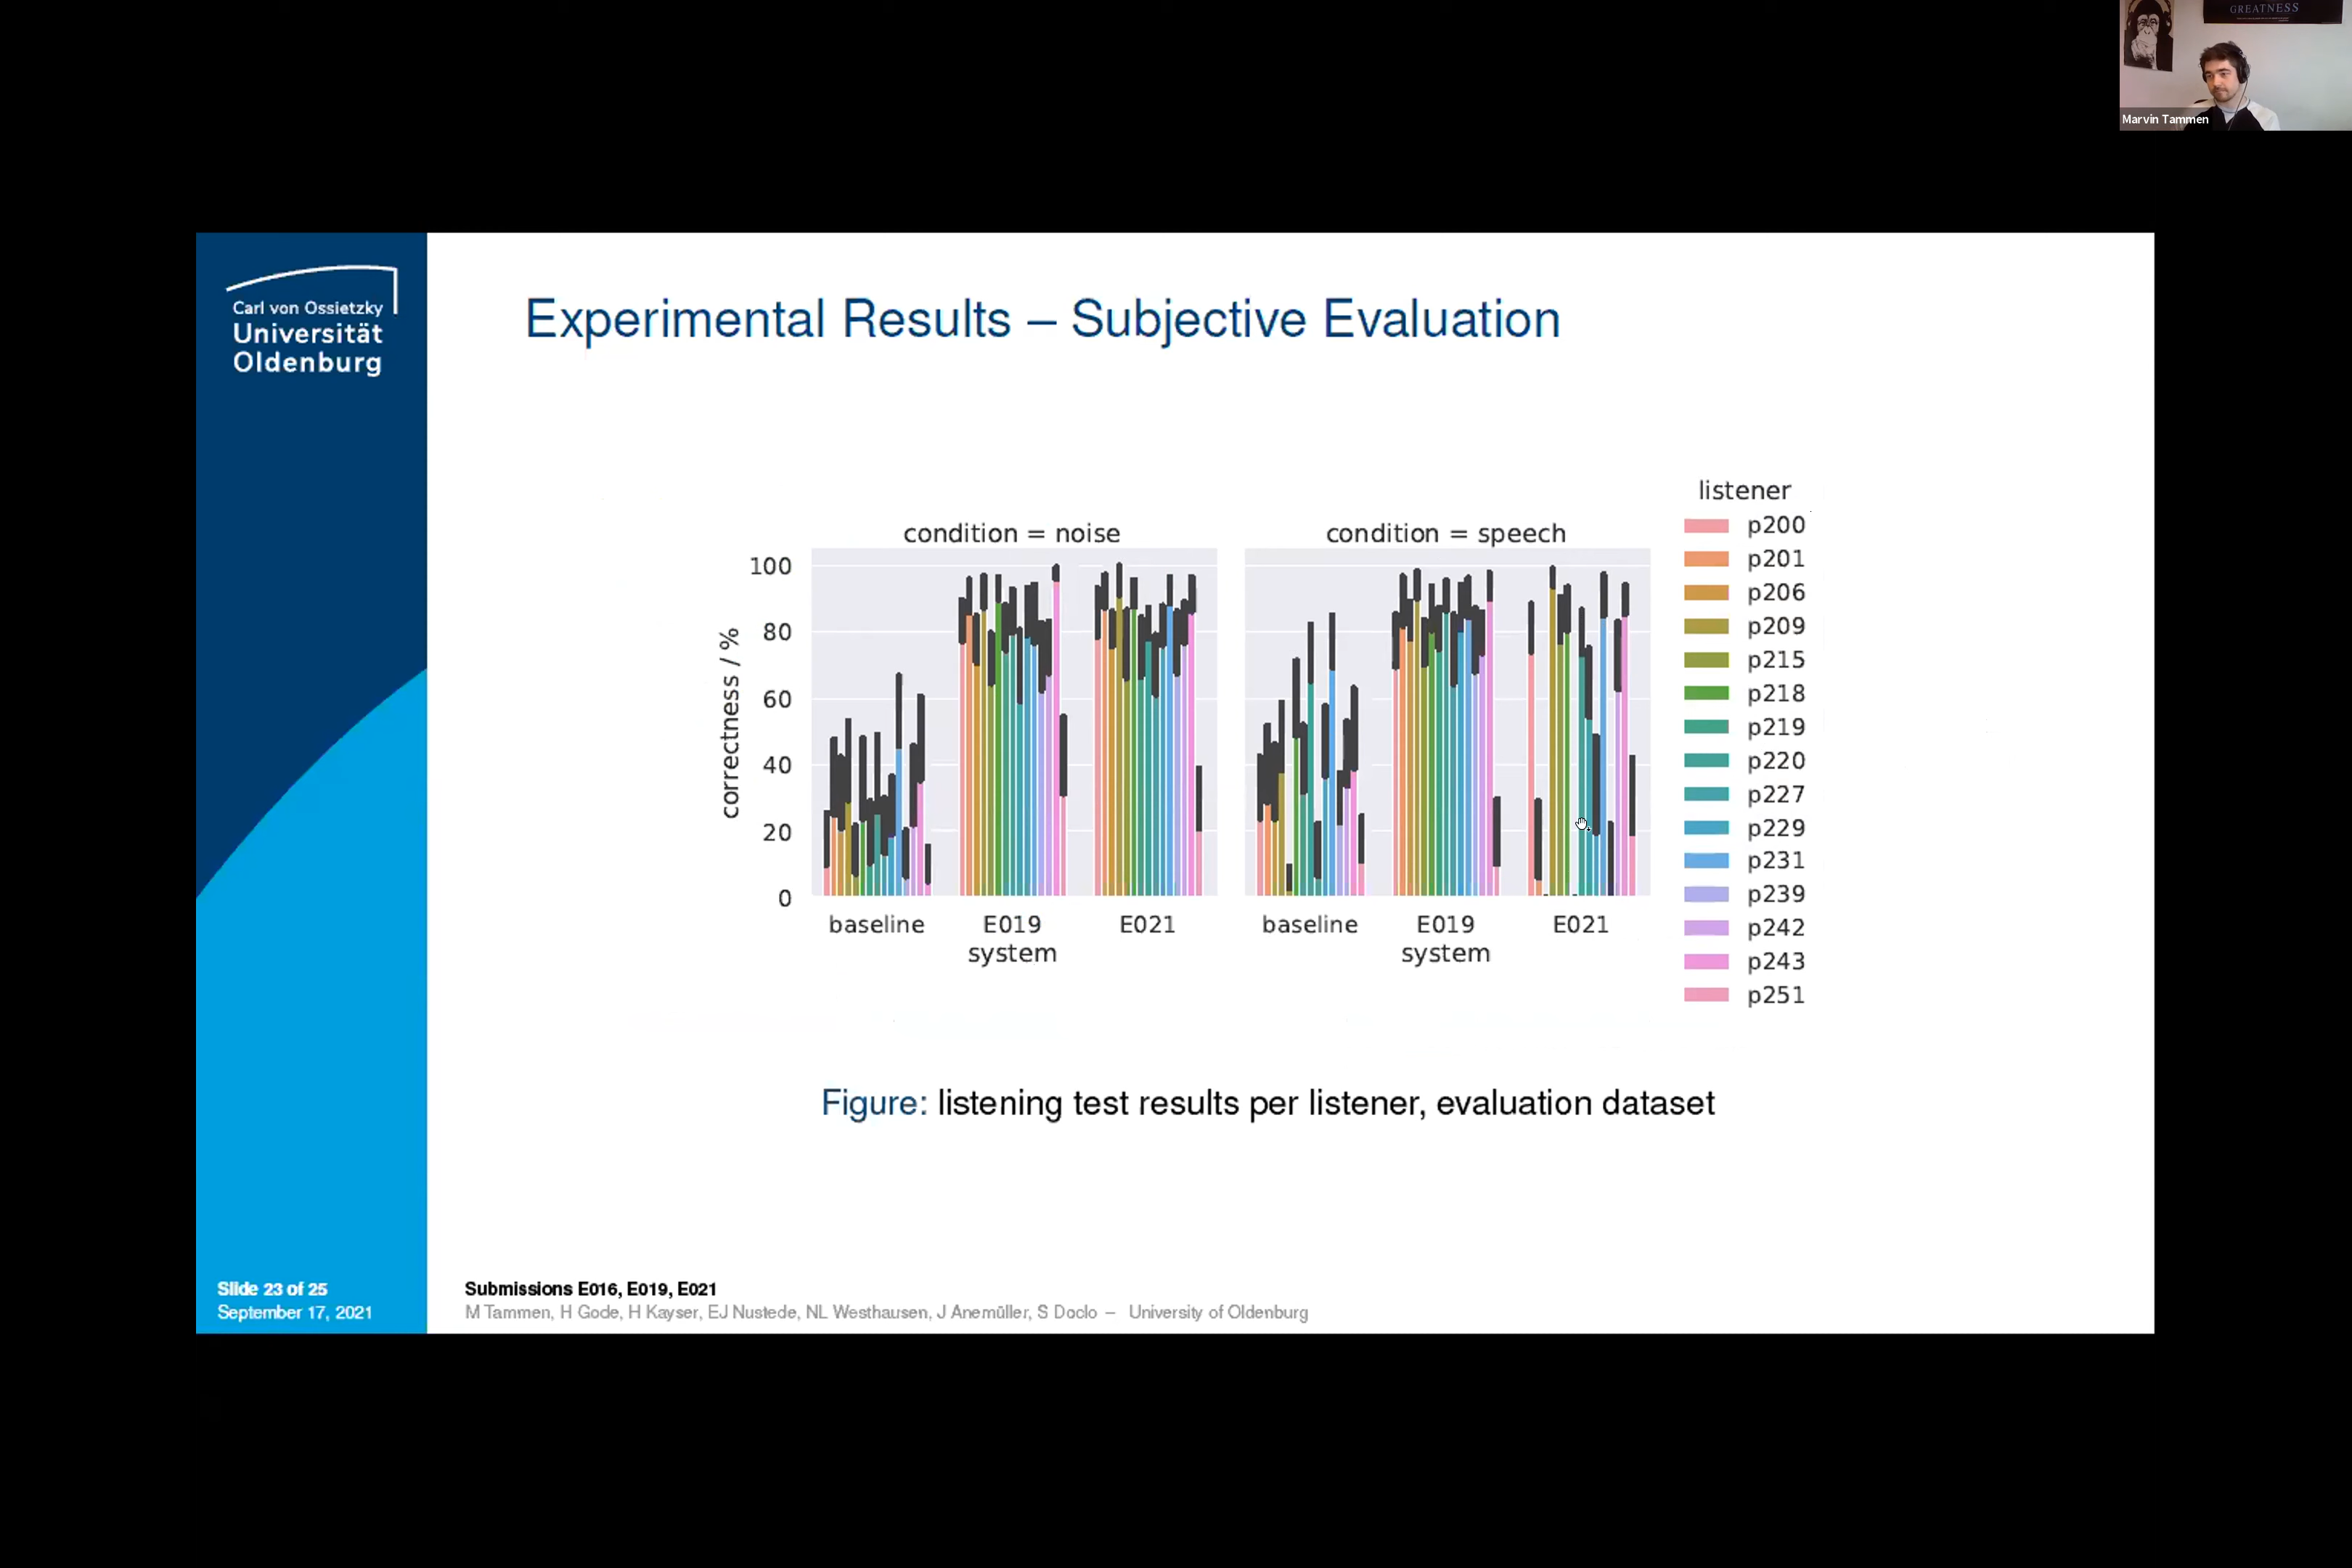 GREATNESS
Marvin Tammen
Carl von Ossietzky
Universität
Oldenburg
Experimental Results – Subjective Evaluation
listener
condition = noise
condition = speech
p200
p201
p206
p209
p215
p218
p219
p220
p227
p229
p231
p239
p242
p243
p251
correctness / %
100
80
60
40
20
0
baseline
E019
E021
system
baseline
E019
E021
system
Figure: listening test results per listener, evaluation dataset
Slide 23 of 25
September 17, 2021
Submissions E016, E019, E021
M Tammen, H Gode, H Kayser, EJ Nustede, NL Westhausen, J Anemüller, S Doclo – University of Oldenburg